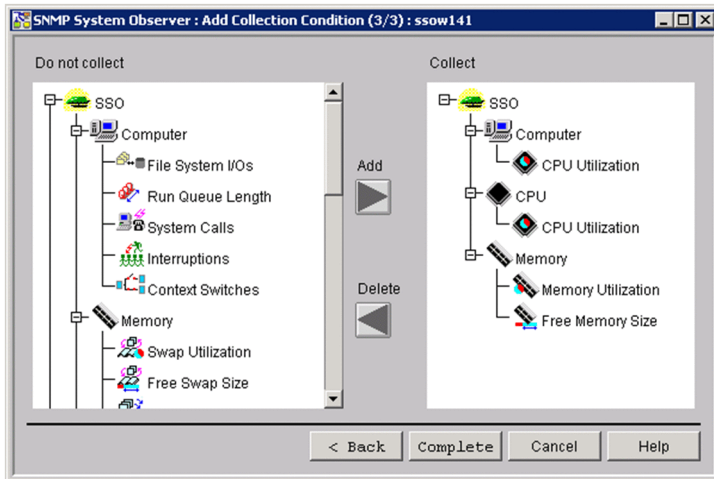 SNMP System Observer : Add Collection Condition (3/3) : ssow141
Do not collect
SSO
Computer
File System I/Os
Run Queue Length
System Calls
Interruptions
Context Switches
Memory
Swap Utilization
Free Swap Size
Add
Delete
Collect
SSO
Computer
CPU Utilization
CPU
CPU Utilization
Memory
Memory Utilization
Free Memory Size
< Back Complete Cancel Help